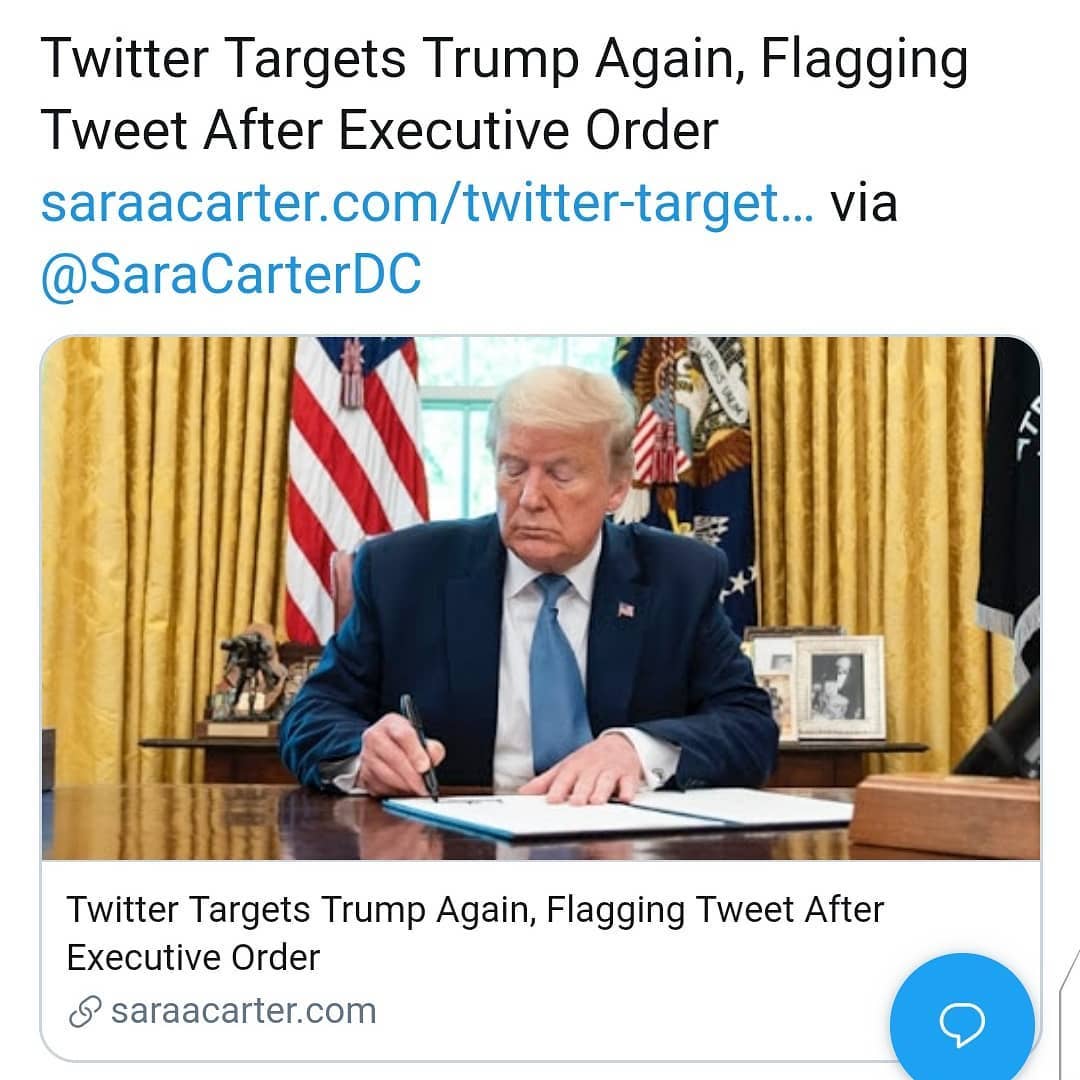 Twitter Targets Trump Again, Flagging
Tweet After Executive Order
saraacarter.com/twitter-target... via
@SaraCarterDC
Twitter Targets Trump Again, Flagging Tweet After
Executive Order
saraacarter.com